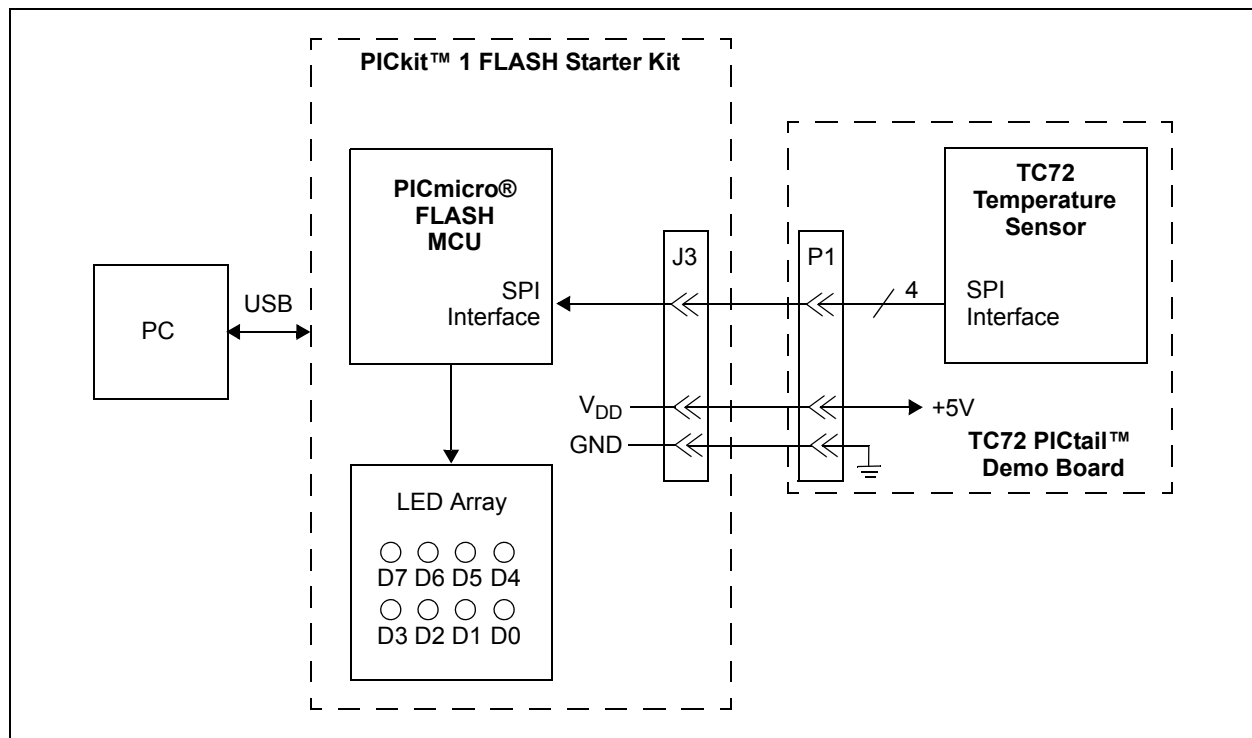 PICkit™ 1 FLASH Starter Kit
PICmicro®
FLASH
MCU
SPI
Interface
PC
USB
J3
P1
4
TC72
Temperature
Sensor
SPI
Interface
VDD
GND
+5V
TC72 PICtail™
Demo Board
LED Array
D7 D6 D5 D4
D3 D2 D1 D0